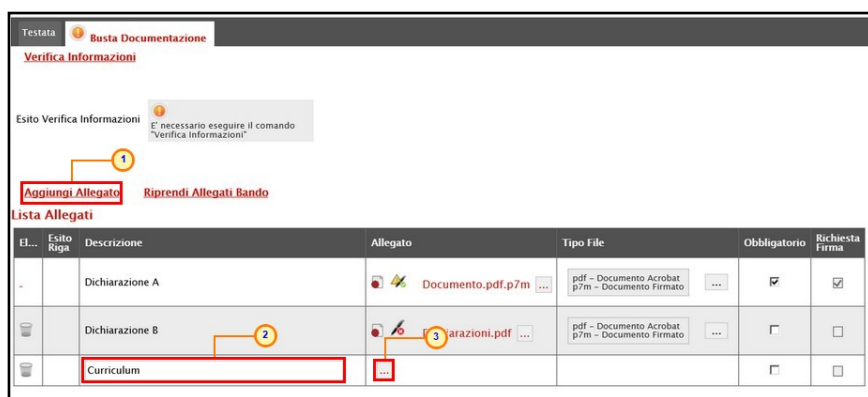 Testata Busta Documentazione
Verifica Informazioni
Esito Verifica Informazioni
E' necessario eseguire il comando
"Verifica Informazioni"
1
Aggiungi Allegato Riprendi Allegati Bando
Lista Allegati
El... Esito Riga Descrizione Allegato Tipo File Obbligatorio Richiesta Firma
Dichiarazione A Documento.pdf.p7m ... pdf - Documento Acrobat ...
p7m - Documento Firmato
2
3
Dichiarazione B arazioni.pdf ... pdf - Documento Acrobat ...
p7m - Documento Firmato
Curriculum ...